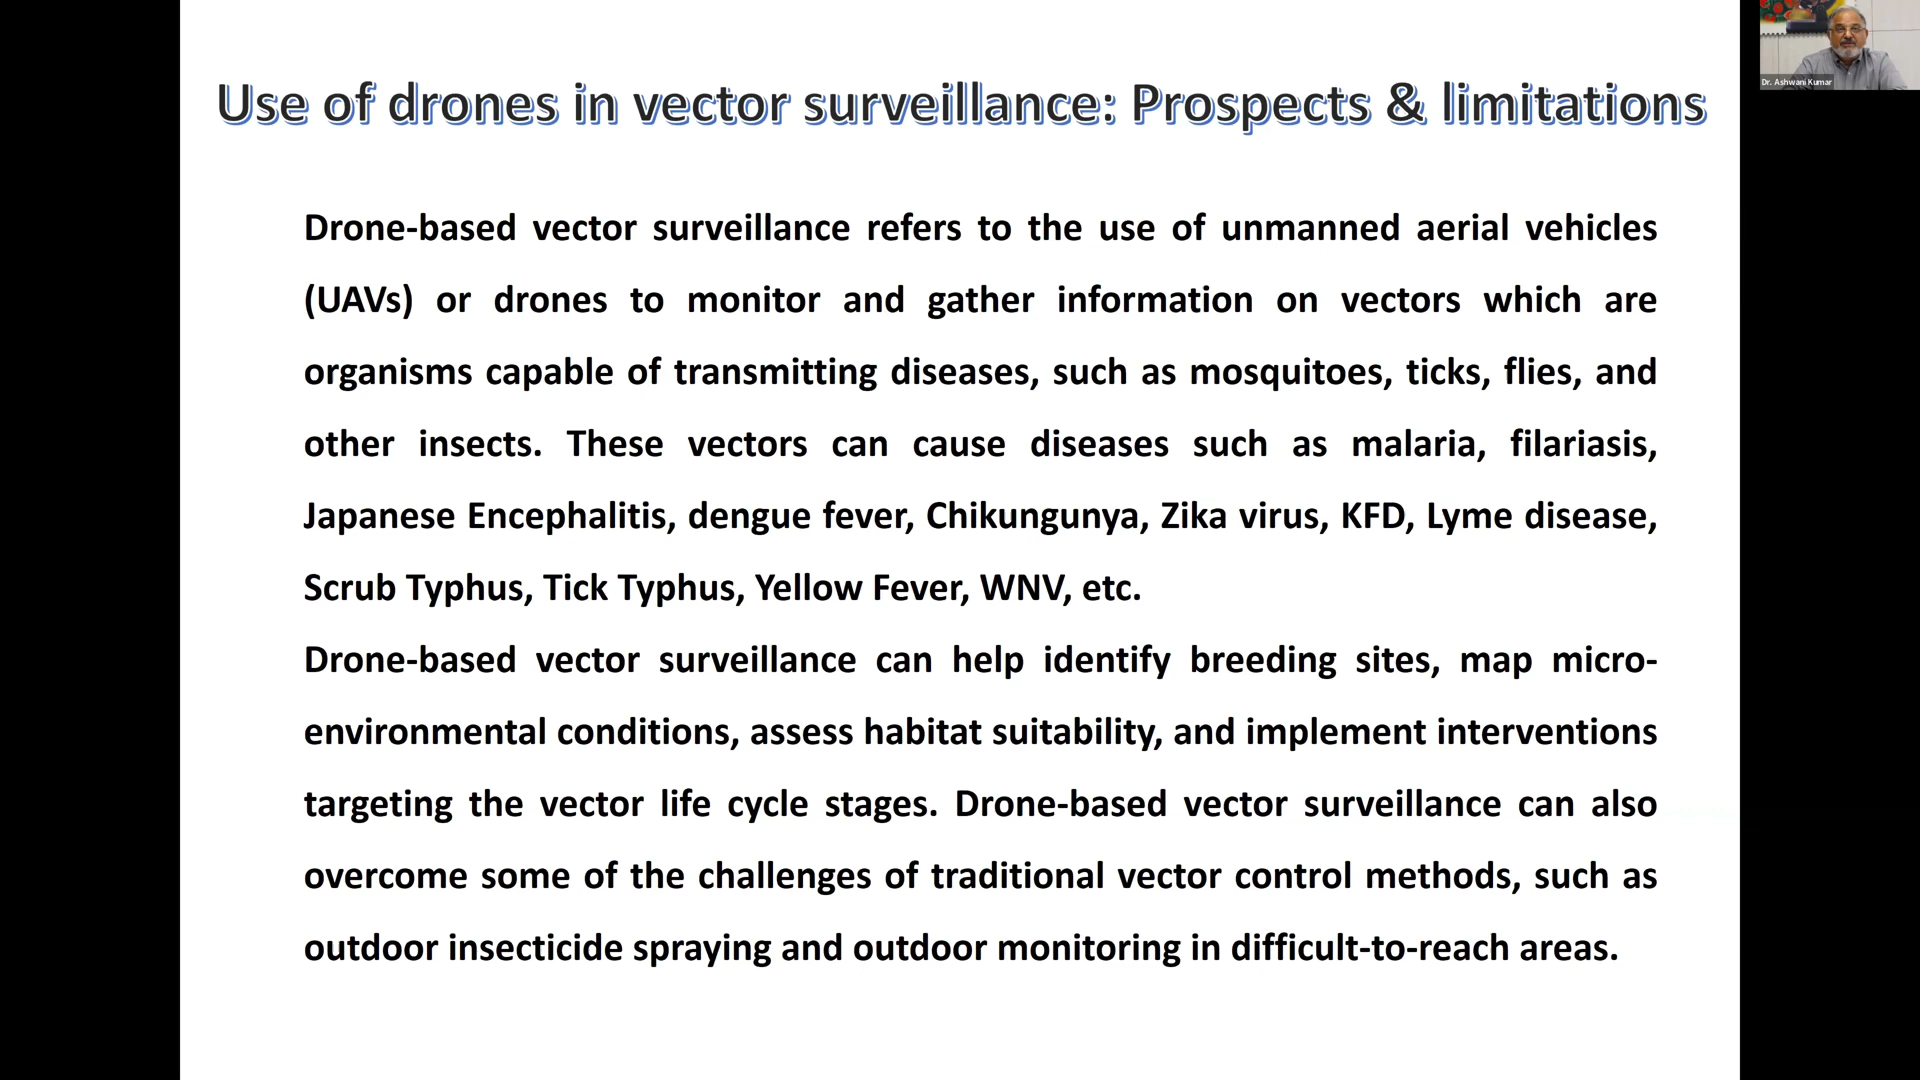 Use of drones in vector surveillance: Prospects & limitations
Dr. Ashwani Kumar
Drone-based vector surveillance refers to the use of unmanned aerial vehicles
(UAVs) or drones to monitor and gather information on vectors which are
organisms capable of transmitting diseases, such as mosquitoes, ticks, flies, and
other insects. These vectors can cause diseases such as malaria, filariasis,
Japanese Encephalitis, dengue fever, Chikungunya, Zika virus, KFD, Lyme disease,
Scrub Typhus, Tick Typhus, Yellow Fever, WNV, etc.
Drone-based vector surveillance can help identify breeding sites, map micro-
environmental conditions, assess habitat suitability, and implement interventions
targeting the vector life cycle stages. Drone-based vector surveillance can also
overcome some of the challenges of traditional vector control methods, such as
outdoor insecticide spraying and outdoor monitoring in difficult-to-reach areas.